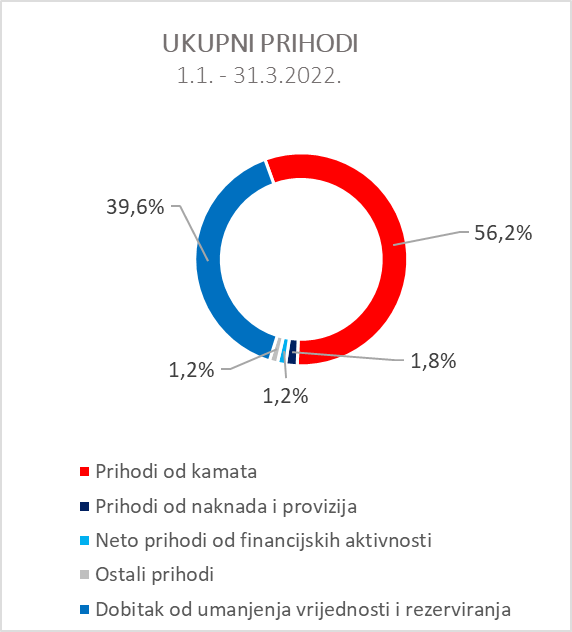 UKUPNI PRIHODI
1.1. - 31.3.2022.
39,6%
56,2%
1,2%
1,8%
1,2%
Prihodi od kamata
Prihodi od naknada i provizija
Neto prihodi od financijskih aktivnosti
Ostali prihodi
Dobitak od umanjenja vrijednosti i rezerviranja